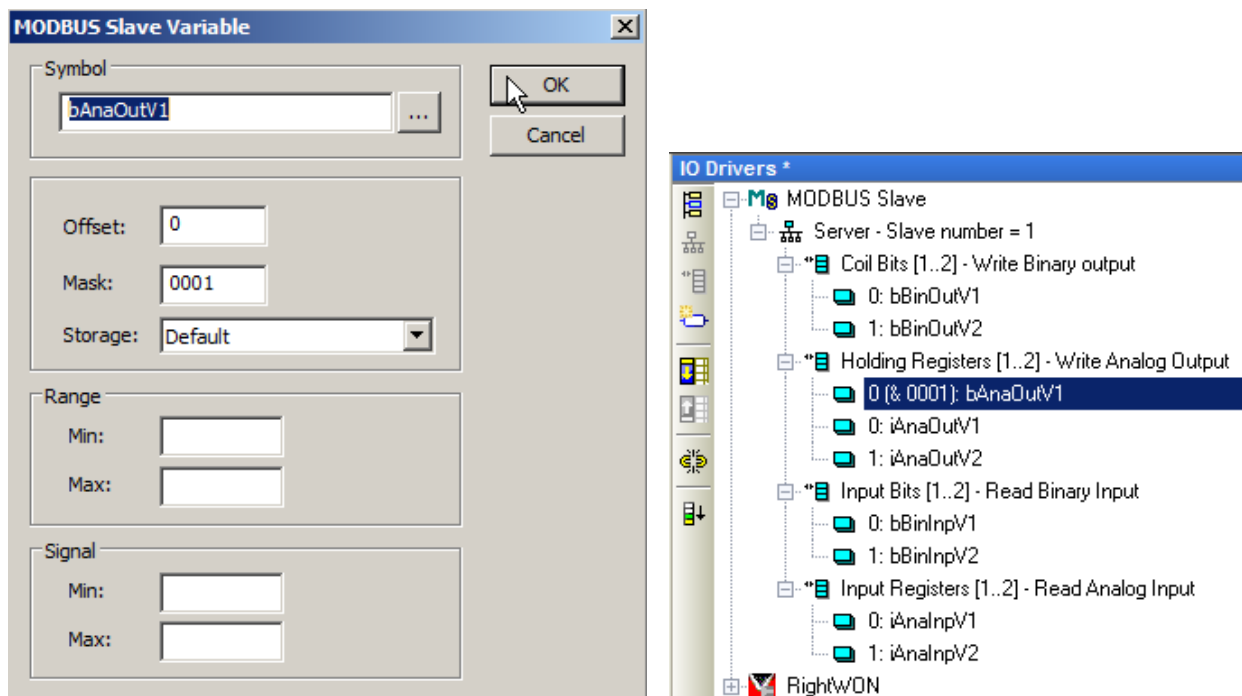 MODBUS Slave Variable
Symbol
bAnaOutV1
...
OK
Cancel
Offset: 0
Mask: 0001
Storage: Default
Range
Min:
Max:
Signal
Min:
Max:
IO Drivers *
MODBUS Slave
Server - Slave number = 1
Coil Bits [1..2] - Write Binary output
0: bBinOutV1
1: bBinOutV2
Holding Registers [1..2] - Write Analog Output
0 (& 0001): bAnaOutV1
0: iAnaOutV1
1: iAnaOutV2
Input Bits [1..2] - Read Binary Input
0: bBinInpV1
1: bBinInpV2
Input Registers [1..2] - Read Analog Input
0: iAnaInpV1
1: iAnaInpV2
RightWON